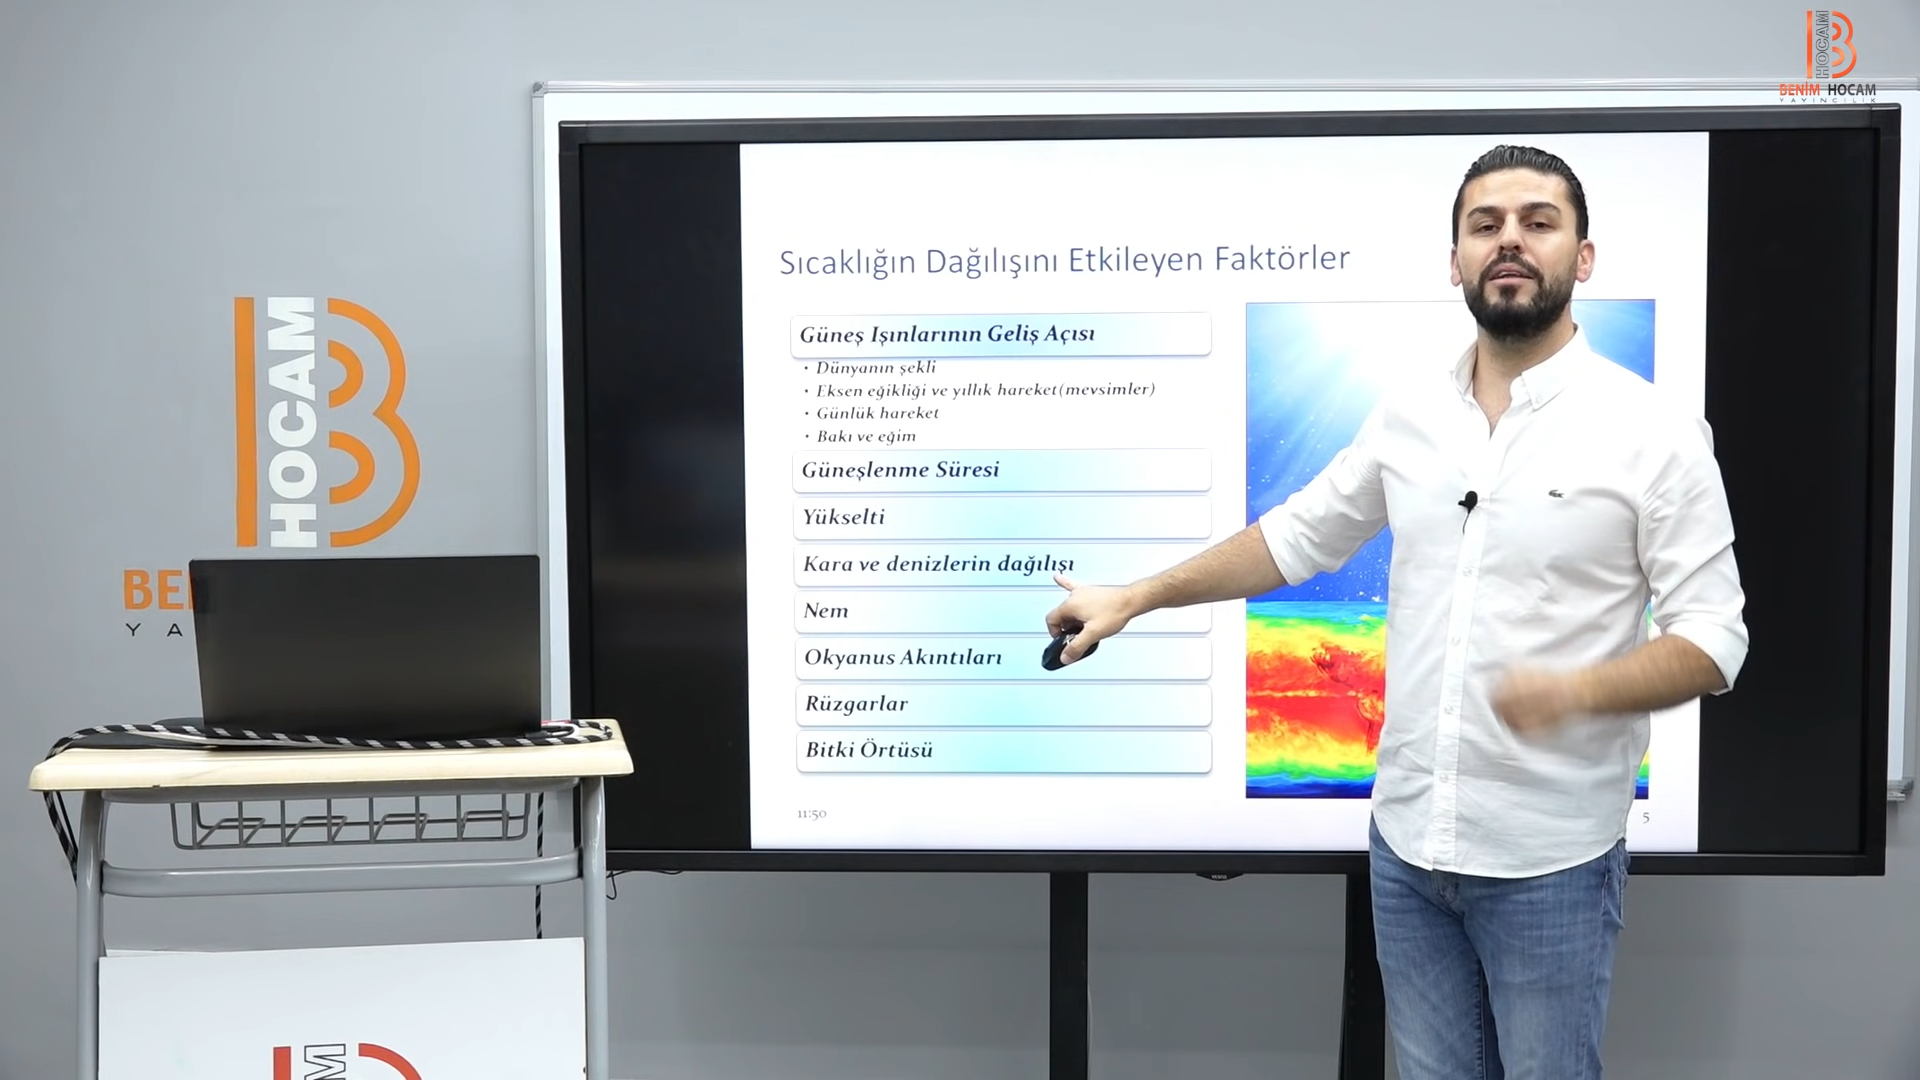 HOCAM
BENİM HOCAM
YAYINCILIK
Sıcaklığın Dağılışını Etkileyen Faktörler
Güneş Işınlarının Geliş Açısı
• Dünyanın şekli
• Eksen eğikliği ve yıllık hareket(mevsimler)
• Günlük hareket
• Bakı ve eğim
Güneşlenme Süresi
Yükselti
Kara ve denizlerin dağılışı
Nem
Okyanus Akıntıları
Rüzgarlar
Bitki Örtüsü
11:50
5
HOCAM